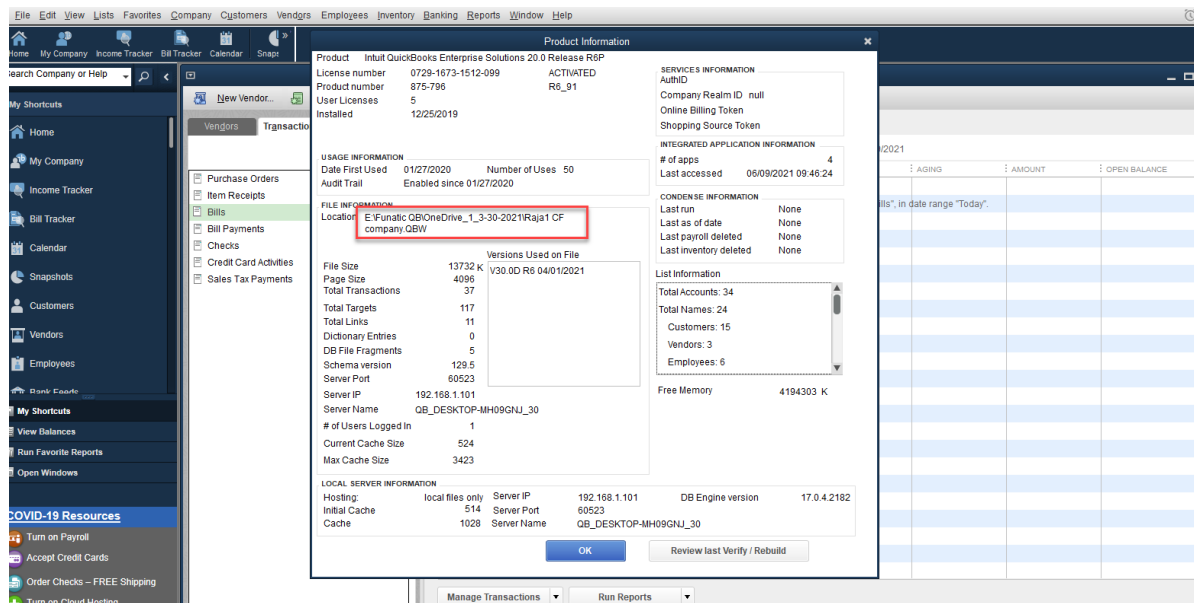 File Edit View Lists Favorites Company Customers Vendors Employees Inventory Banking Reports Window Help
Home My Company Income Tracker Bill Tracker Calendar Snaps »
Search Company or Help
My Shortcuts
Home
My Company
Income Tracker
Bill Tracker
Calendar
Snapshots
Customers
Vendors
Employees
Bank Feeds
My Shortcuts
View Balances
Run Favorite Reports
Open Windows
COVID-19 Resources
Turn on Payroll
Accept Credit Cards
Order Checks – FREE Shipping
Turn on Cloud Hosting
New Vendor...
Vendors Transactio
Purchase Orders
Item Receipts
Bills
Bill Payments
Checks
Credit Card Activities
Sales Tax Payments
Product Information
Product Intuit QuickBooks Enterprise Solutions 20.0 Release R6P
License number 0729-1673-1512-099 ACTIVATED
Product number 875-796 R6_91
User Licenses 5
Installed 12/25/2019
USAGE INFORMATION
Date First Used 01/27/2020 Number of Uses 50
Audit Trail Enabled since 01/27/2020
FILE INFORMATION
Location E:\Funatic QB\OneDrive_1_3-30-2021\Raja1 CF
company.QBW
Versions Used on File
V30.0D R6 04/01/2021
File Size 13732 K
Page Size 4096
Total Transactions 37
Total Targets 117
Total Links 11
Dictionary Entries 0
DB File Fragments 5
Schema version 129.5
Server Port 60523
Server IP 192.168.1.101
Server Name QB_DESKTOP-MH09GNJ_30
# of Users Logged In 1
Current Cache Size 524
Max Cache Size 3423
SERVICES INFORMATION
AuthID
Company Realm ID null
Online Billing Token
Shopping Source Token
INTEGRATED APPLICATION INFORMATION
# of apps 4
Last accessed 06/09/2021 09:46:24
CONDENSE INFORMATION
Last run None
Last as of date None
Last payroll deleted None
Last inventory deleted None
List Information
Total Accounts: 34
Total Names: 24
Customers: 15
Vendors: 3
Employees: 6
Free Memory 4194303 K
LOCAL SERVER INFORMATION
Hosting: local files only Server IP 192.168.1.101 DB Engine version 17.0.4.2182
Initial Cache 514 Server Port 60523
Cache 1028 Server Name QB_DESKTOP-MH09GNJ_30
OK Review last Verify / Rebuild
/2021
AGING AMOUNT OPEN BALANCE
ills", in date range "Today".
Manage Transactions Run Reports